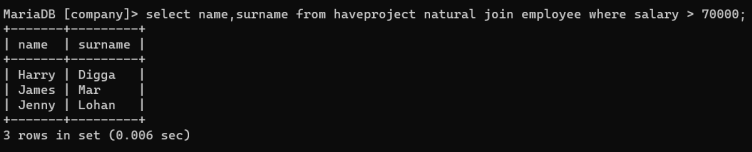 MariaDB [company]> select name,surname from haveproject natural join employee where salary > 70000;
+-------+---------+
| name  | surname |
+-------+---------+
| Harry | Digga   |
| James | Mar     |
| Jenny | Lohan   |
+-------+---------+
3 rows in set (0.006 sec)